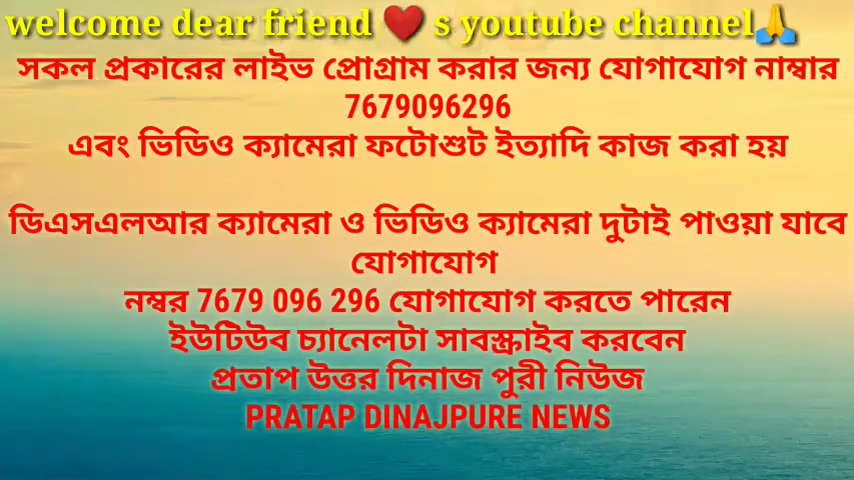 welcome dear friend ❤️ s youtube channel🙏
সকল প্রকারের লাইভ প্রোগ্রাম করার জন্য যোগাযোগ নাম্বার
7679096296
এবং ভিডিও ক্যামেরা ফটোশুট ইত্যাদি কাজ করা হয়
ডিএসএলআর ক্যামেরা ও ভিডিও ক্যামেরা দুটাই পাওয়া যাবে
যোগাযোগ
নম্বর 7679 096 296 যোগাযোগ করতে পারেন
ইউটিউব চ্যানেলটা সাবস্ক্রাইব করবেন
প্রতাপ উত্তর দিনাজ পুরী নিউজ
PRATAP DINAJPURE NEWS